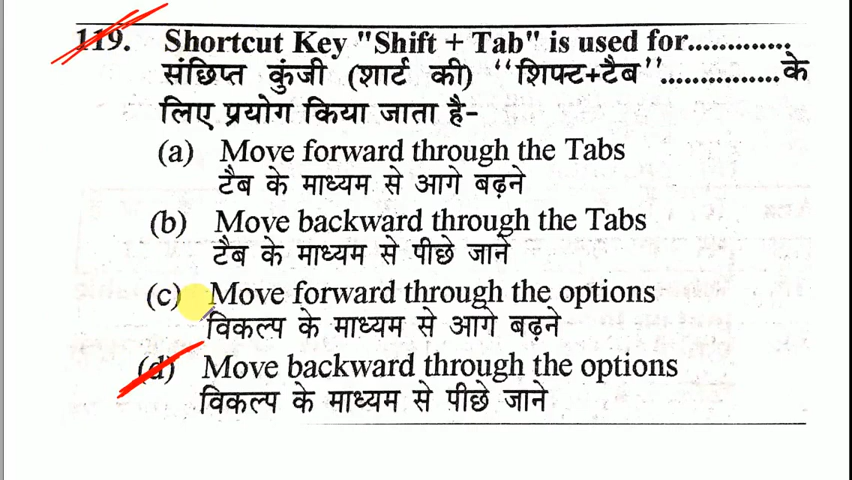 119. Shortcut Key "Shift + Tab" is used for.............
संछिप्त कुंजी (शार्ट की) "शिफ्ट+टैब"................के
लिए प्रयोग किया जाता है-
(a) Move forward through the Tabs
टैब के माध्यम से आगे बढ़ने
(b) Move backward through the Tabs
टैब के माध्यम से पीछे जाने
(c) Move forward through the options
विकल्प के माध्यम से आगे बढ़ने
(d) Move backward through the options
विकल्प के माध्यम से पीछे जाने